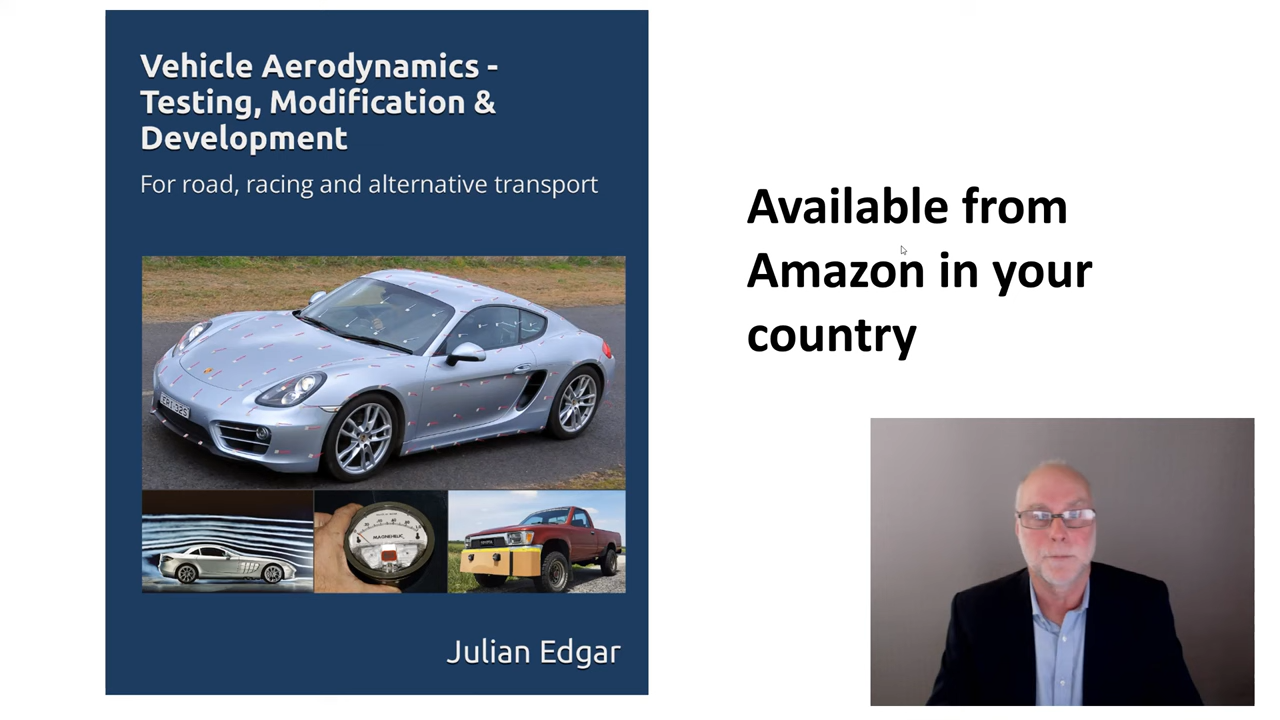 Vehicle Aerodynamics -
Testing, Modification &
Development
For road, racing and alternative transport
MAGNEHELIC
Julian Edgar
Available from
Amazon in your
country